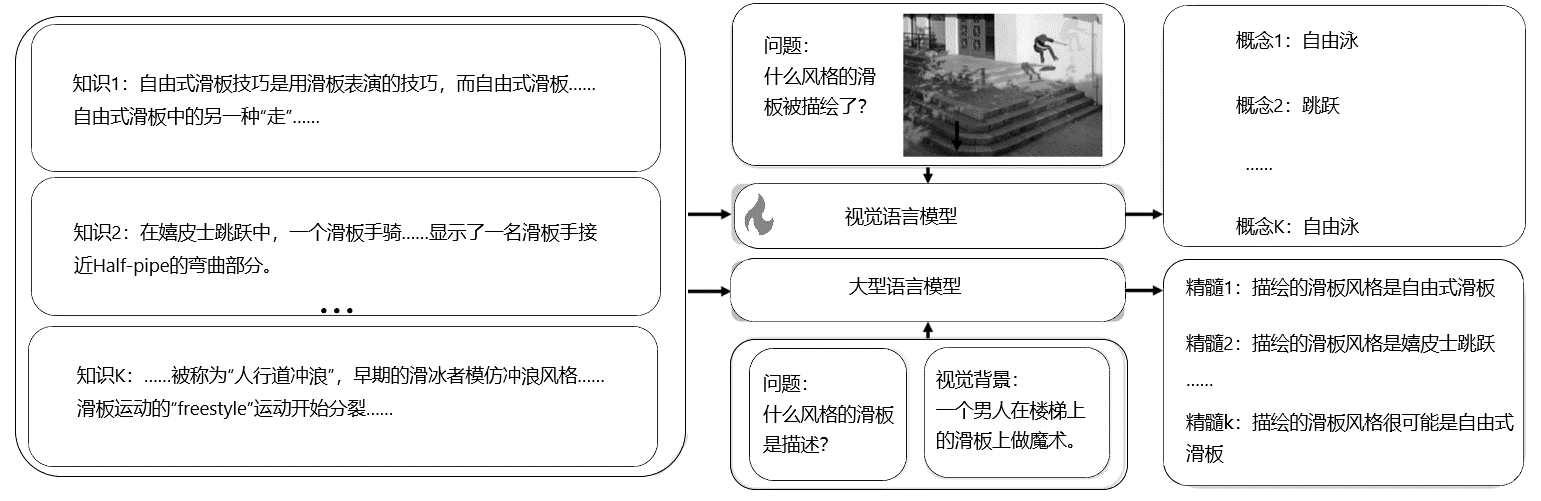 知识1：自由式滑板技巧是用滑板表演的技巧，而自由式滑板……
自由式滑板中的另一种“走”……
知识2：在嬉皮士跳跃中，一个滑板手骑……显示了一名滑板手接
近Half-pipe的弯曲部分。
...
知识K：……被称为“人行道冲浪”，早期的滑冰者模仿冲浪风格……
滑板运动的“freestyle”运动开始分裂……
问题：
什么风格的滑
板被描绘了？
视觉语言模型
大型语言模型
问题：
什么风格的滑板
是描述？
视觉背景：
一个男人在楼梯上
的滑板上做魔术。
概念1：自由泳
概念2：跳跃
……
概念K：自由泳
精髓1：描绘的滑板风格是自由式滑板
精髓2：描绘的滑板风格是嬉皮士跳跃
……
精髓k：描绘的滑板风格很可能是自由式
滑板